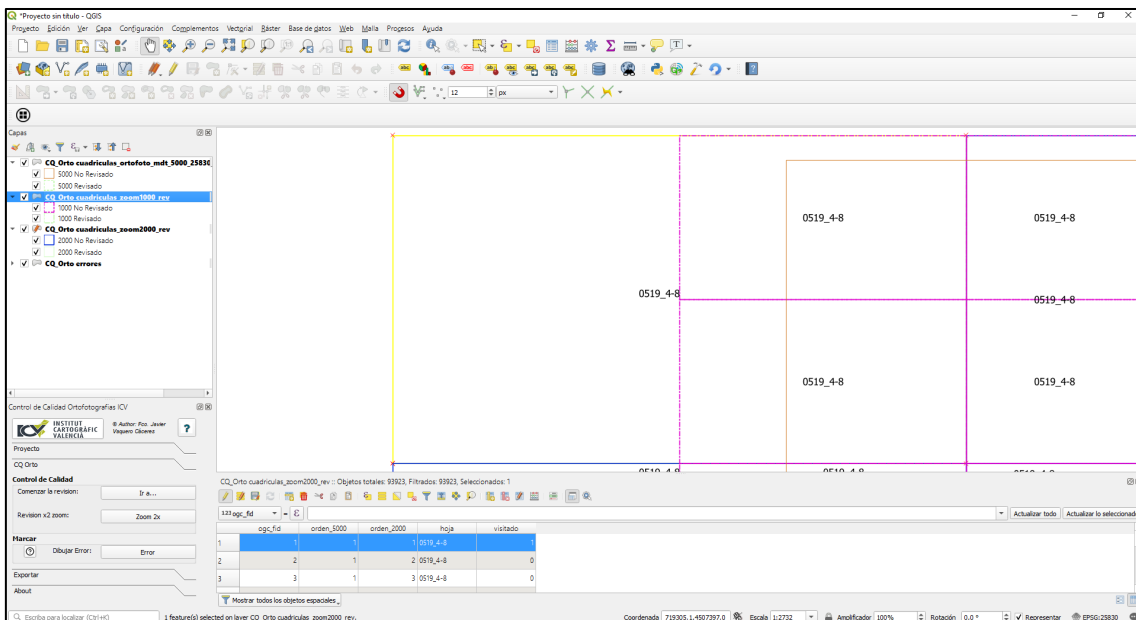 *Proyecto sin título - QGIS
Proyecto Edición Ver Capa Configuración Complementos Vectorial Ráster Base de datos Web Malla Procesos Ayuda
12 px
Capas
CQ_Orto cuadriculas_ortofoto_mdt_5000_25830
5000 No Revisado
5000 Revisado
CQ_Orto cuadriculas_zoom1000_rev
1000 No Revisado
1000 Revisado
CQ_Orto cuadriculas_zoom2000_rev
2000 No Revisado
2000 Revisado
CQ_Orto errores
0519_4-8 0519_4-8
0519_4-8 0519_4-8
0519_4-8 0519_4-8
Control de Calidad Ortofotografías ICV
ICV INSTITUT CARTOGRÀFIC VALENCIÀ
® Author: Fco. Javier Vaquero Cáceres
?
Proyecto
CQ Orto
Control de Calidad
Comenzar la revision: Ir a...
Revision x2 zoom: Zoom 2x
Marcar
Dibujar Error: Error
Exportar
About
CQ_Orto cuadriculas_zoom2000_rev :: Objetos totales: 93923, Filtrados: 93923, Seleccionados: 1
123 ogc_fid = ε Actualizar todo Actualizar lo seleccionado
ogc_fid orden_5000 orden_2000 hoja visitado
1 1 1 1 0519_4-8 1
2 2 1 2 0519_4-8 0
3 3 1 3 0519_4-8 0
Mostrar todos los objetos espaciales
Escriba para localizar (Ctrl+K) 1 feature(s) selected on layer CQ_Orto cuadriculas_zoom2000_rev. Coordenada 719305.1,4507397.0 Escala 1:2732 Amplificador 100% Rotación 0.0 ° Representar EPSG:25830